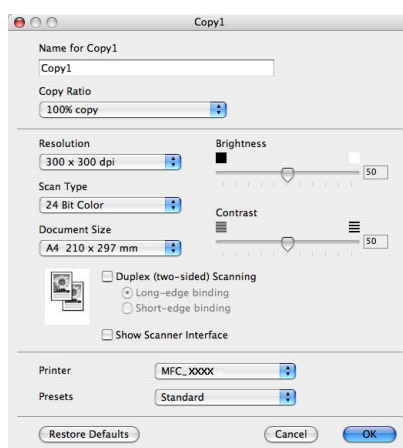 Copy1
Name for Copy1
Copy1
Copy Ratio
100% copy
Resolution
300 x 300 dpi
Scan Type
24 Bit Color
Document Size
A4 210 x 297 mm
Brightness
50
Contrast
50
Duplex (two-sided) Scanning
Long-edge binding
Short-edge binding
Show Scanner Interface
Printer
MFC_XXXX
Presets
Standard
Restore Defaults
Cancel
OK